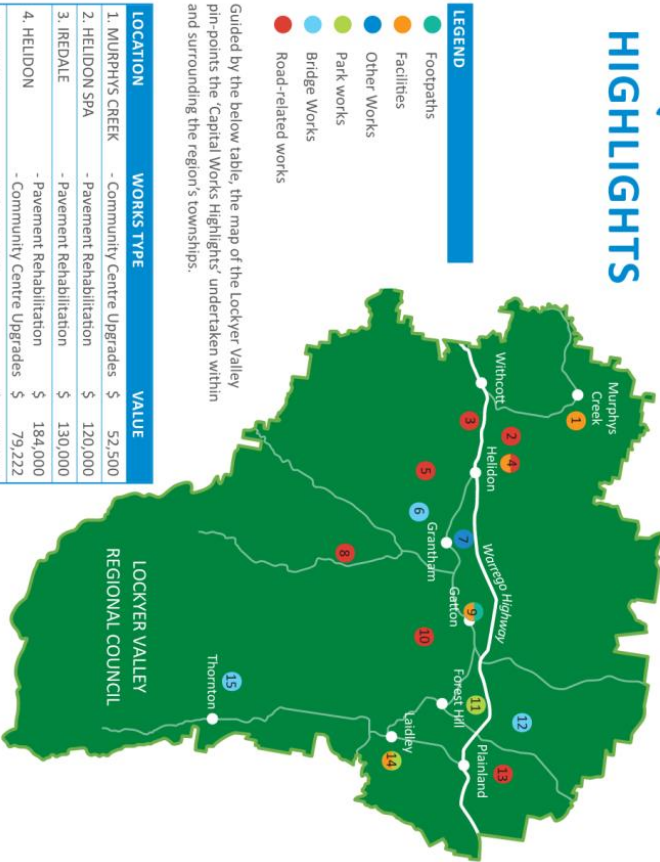 HIGHLIGHTS
LEGEND
Footpaths
Facilities
Other Works
Park works
Bridge Works
Road-related works
Guided by the below table, the map of the Lockyer Valley
pin-points the 'Capital Works Highlights' undertaken within
and surrounding the region's townships.
LOCATION WORKS TYPE VALUE
1. MURPHYS CREEK - Community Centre Upgrades $ 52,500
2. HELIDON SPA - Pavement Rehabilitation $ 120,000
3. IREDALE - Pavement Rehabilitation $ 130,000
4. HELIDON - Pavement Rehabilitation $ 184,000
- Community Centre Upgrades $ 79,222
Murphys
Creek
1
Withcott
2
3
4
Helidon
5
6
Grantham
7
Warrego Highway
8
Gatton
9
10
Forest Hill
11
12
Plainland
13
Laidley
14
15
Thornton
LOCKYER VALLEY
REGIONAL COUNCIL